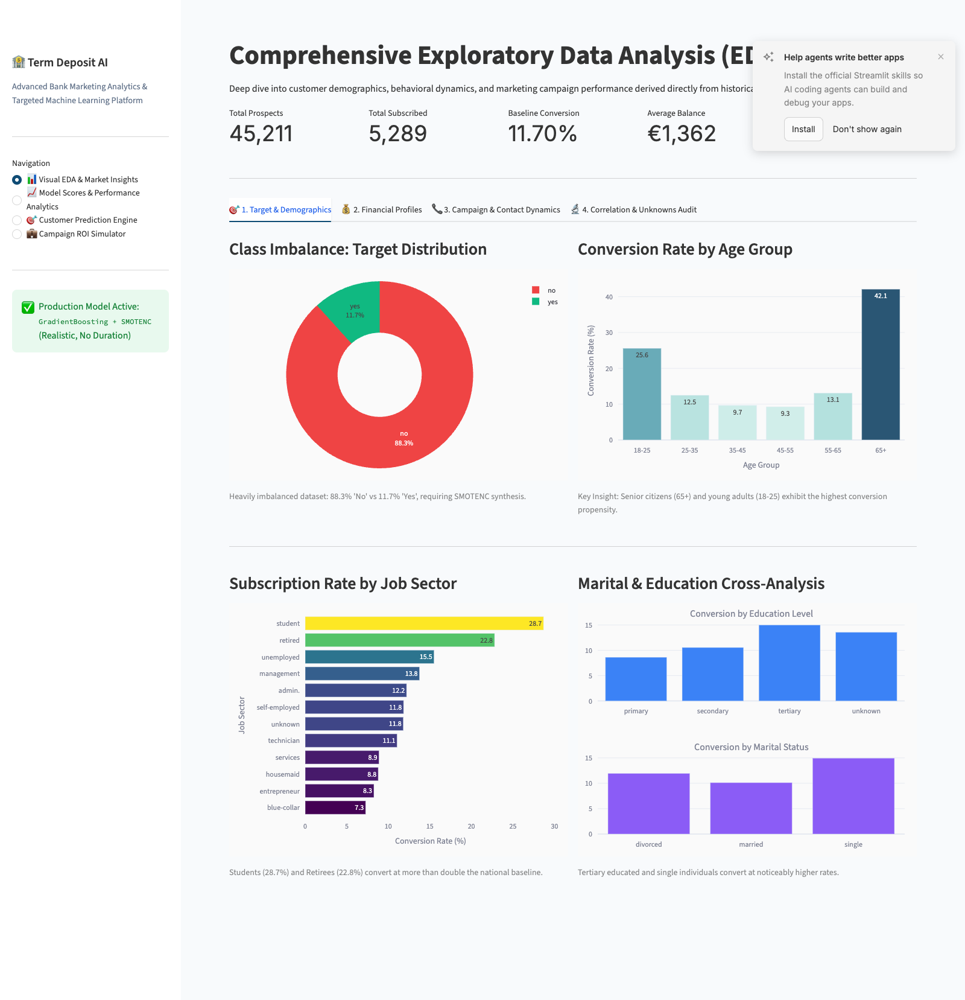 Term Deposit AI
Advanced Bank Marketing Analytics &
Targeted Machine Learning Platform
Navigation
Visual EDA & Market Insights
Model Scores & Performance
Analytics
Customer Prediction Engine
Campaign ROI Simulator
Production Model Active:
GradientBoosting + SMOTENC
(Realistic, No Duration)
Comprehensive Exploratory Data Analysis (ED
Deep dive into customer demographics, behavioral dynamics, and marketing campaign performance derived directly from historica
Total Prospects
45,211
Total Subscribed
5,289
Baseline Conversion
11.70%
Average Balance
€1,362
Help agents write better apps
Install the official Streamlit skills so
AI coding agents can build and
debug your apps.
Install
Don't show again
1. Target & Demographics
2. Financial Profiles
3. Campaign & Contact Dynamics
4. Correlation & Unknowns Audit
Class Imbalance: Target Distribution
no
yes
yes
11.7%
no
88.3%
Heavily imbalanced dataset: 88.3% 'No' vs 11.7% 'Yes', requiring SMOTENC synthesis.
Conversion Rate by Age Group
Conversion Rate (%)
40
30
20
10
0
25.6
12.5
9.7
9.3
13.1
42.1
18-25
25-35
35-45
45-55
55-65
65+
Age Group
Key Insight: Senior citizens (65+) and young adults (18-25) exhibit the highest conversion
propensity.
Subscription Rate by Job Sector
Job Sector
student 28.7
retired 22.8
unemployed 15.5
management 13.8
admin. 12.2
self-employed 11.8
unknown 11.8
technician 11.1
services 8.9
housemaid 8.8
entrepreneur 8.3
blue-collar 7.3
0 5 10 15 20 25 30
Conversion Rate (%)
Students (28.7%) and Retirees (22.8%) convert at more than double the national baseline.
Marital & Education Cross-Analysis
Conversion by Education Level
15
10
5
0
primary
secondary
tertiary
unknown
Conversion by Marital Status
15
10
5
0
divorced
married
single
Tertiary educated and single individuals convert at noticeably higher rates.